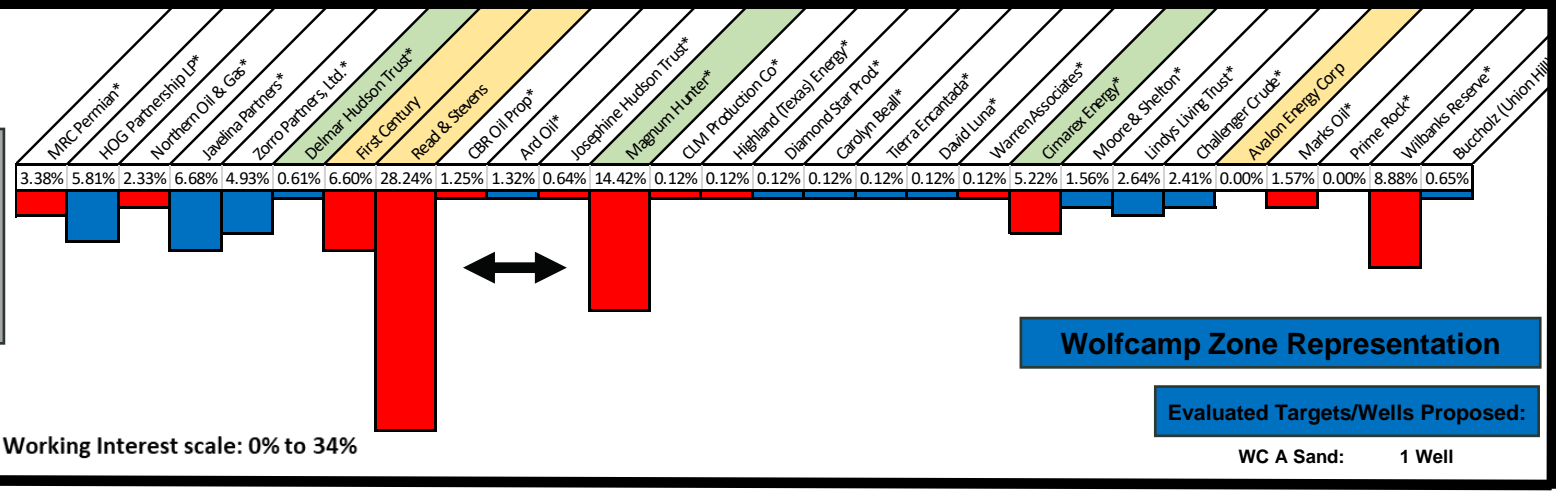 MRC Permian*
HOG Partnership LP*
Northern Oil & Gas*
Javelina Partners*
Zorro Partners, Ltd.*
Delmar Hudson Trust*
First Century
Read & Stevens
CBR Oil Prop*
Ard Oil*
Josephine Hudson Trust*
Magnum Hunter*
CLM Production Co*
Highland (Texas) Energy*
Diamond Star Prod*
Carolyn Beall*
Tierra Encantada*
David Luna*
Warren Associates*
Cimarex Energy*
Moore & Shelton*
Lindys Living Trust*
Challenger Crude*
Avalon Energy Corp
Marks Oil*
Prime Rock*
Wilbanks Reserve*
Buccholz (Union Hill
3.38% 5.81% 2.33% 6.68% 4.93% 0.61% 6.60% 28.24% 1.25% 1.32% 0.64% 14.42% 0.12% 0.12% 0.12% 0.12% 0.12% 0.12% 0.12% 5.22% 1.56% 2.64% 2.41% 0.00% 1.57% 0.00% 8.88% 0.65%
Wolfcamp Zone Representation
Evaluated Targets/Wells Proposed:
Working Interest scale: 0% to 34%
WC A Sand: 1 Well